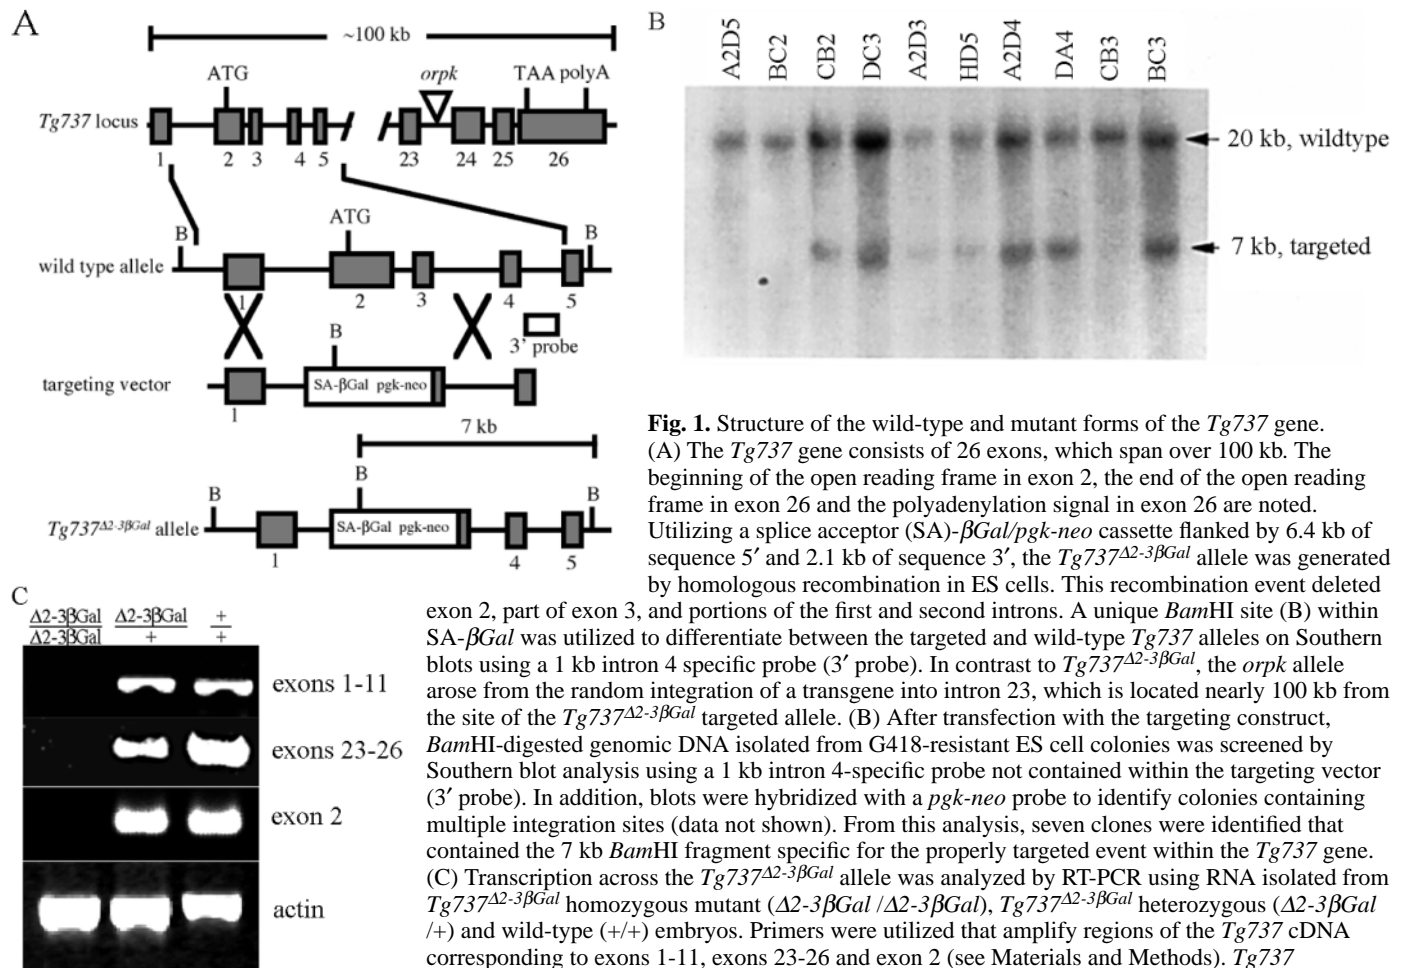 A
~100 kb
ATG
orpk
TAA polyA
Tg737 locus
1 2 3 4 5 23 24 25 26
ATG
B B
wild type allele
1 2 3 4 5
B
3' probe
targeting vector
SA-βGal pgk-neo
1
7 kb
B
B B
Tg737Δ2-3βGal allele
SA-βGal pgk-neo
1 4 5
B
A2D5 BC2 CB2 DC3 A2D3 HD5 A2D4 DA4 CB3 BC3
20 kb, wildtype
7 kb, targeted
C
Δ2-3βGal Δ2-3βGal +
Δ2-3βGal + +
exons 1-11
exons 23-26
exon 2
actin
Fig. 1. Structure of the wild-type and mutant forms of the Tg737 gene.
(A) The Tg737 gene consists of 26 exons, which span over 100 kb. The
beginning of the open reading frame in exon 2, the end of the open reading
frame in exon 26 and the polyadenylation signal in exon 26 are noted.
Utilizing a splice acceptor (SA)-βGal/pgk-neo cassette flanked by 6.4 kb of
sequence 5′ and 2.1 kb of sequence 3′, the Tg737Δ2-3βGal allele was generated
by homologous recombination in ES cells. This recombination event deleted
exon 2, part of exon 3, and portions of the first and second introns. A unique BamHI site (B) within
SA-βGal was utilized to differentiate between the targeted and wild-type Tg737 alleles on Southern
blots using a 1 kb intron 4 specific probe (3′ probe). In contrast to Tg737Δ2-3βGal, the orpk allele
arose from the random integration of a transgene into intron 23, which is located nearly 100 kb from
the site of the Tg737Δ2-3βGal targeted allele. (B) After transfection with the targeting construct,
BamHI-digested genomic DNA isolated from G418-resistant ES cell colonies was screened by
Southern blot analysis using a 1 kb intron 4-specific probe not contained within the targeting vector
(3′ probe). In addition, blots were hybridized with a pgk-neo probe to identify colonies containing
multiple integration sites (data not shown). From this analysis, seven clones were identified that
contained the 7 kb BamHI fragment specific for the properly targeted event within the Tg737 gene.
(C) Transcription across the Tg737Δ2-3βGal allele was analyzed by RT-PCR using RNA isolated from
Tg737Δ2-3βGal homozygous mutant (Δ2-3βGal /Δ2-3βGal), Tg737Δ2-3βGal heterozygous (Δ2-3βGal
/+) and wild-type (+/+) embryos. Primers were utilized that amplify regions of the Tg737 cDNA
corresponding to exons 1-11, exons 23-26 and exon 2 (see Materials and Methods). Tg737